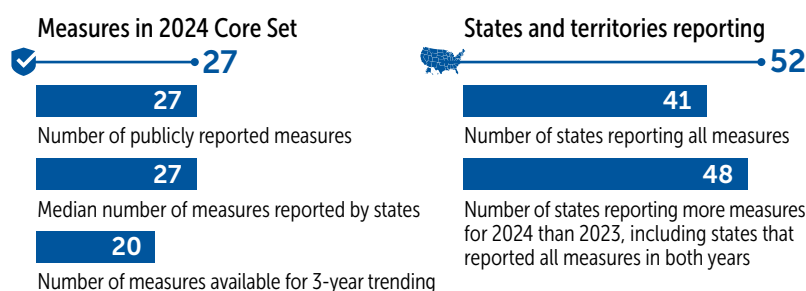 Measures in 2024 Core Set
27
27
Number of publicly reported measures
27
Median number of measures reported by states
20
Number of measures available for 3-year trending
States and territories reporting
52
41
Number of states reporting all measures
48
Number of states reporting more measures
for 2024 than 2023, including states that
reported all measures in both years